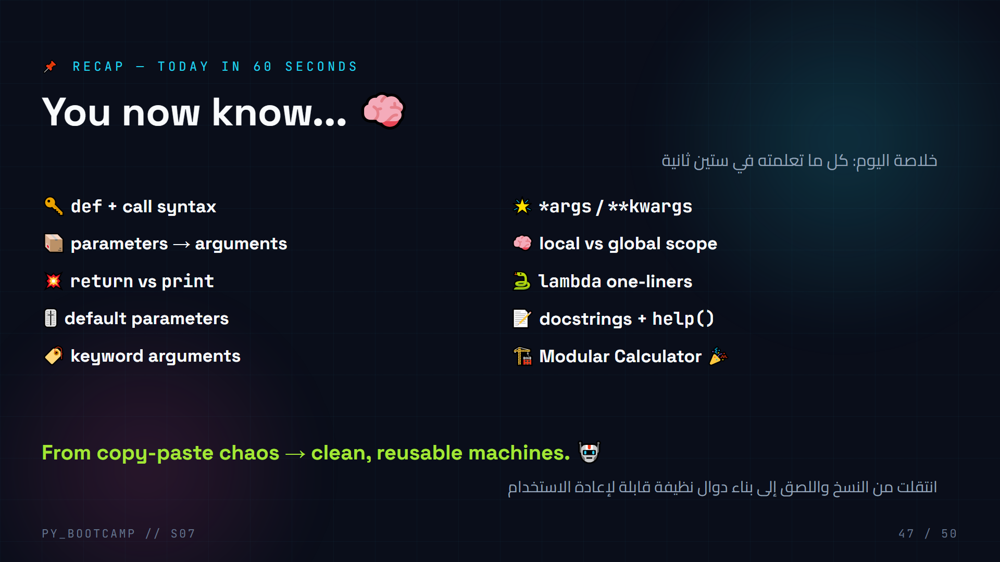 📌 RECAP — TODAY IN 60 SECONDS
You now know... 🧠
خلاصة اليوم: كل ما تعلمته في ستين ثانية
🔑 def + call syntax
📦 parameters → arguments
💥 return vs print
🎚 default parameters
🏷 keyword arguments
🌟 *args / **kwargs
🧠 local vs global scope
🐍 lambda one-liners
📝 docstrings + help()
🏗 Modular Calculator 🎉
From copy-paste chaos → clean, reusable machines. 🤖
انتقلت من النسخ واللصق إلى بناء دوال نظيفة قابلة لإعادة الاستخدام
PY_BOOTCAMP // S07
47 / 50